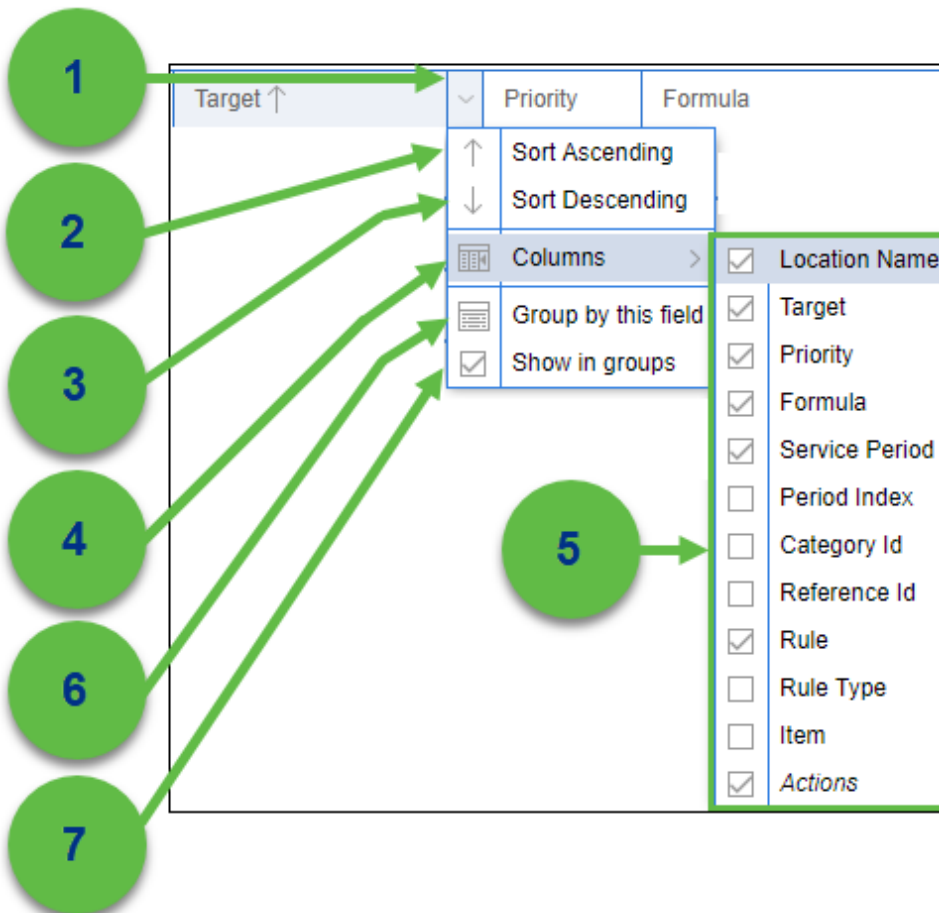 1
Target ↑
Priority
Formula
2
Sort Ascending
Sort Descending
3
Columns
Group by this field
Show in groups
4
5
6
7
Location Name
Target
Priority
Formula
Service Period
Period Index
Category Id
Reference Id
Rule
Rule Type
Item
Actions